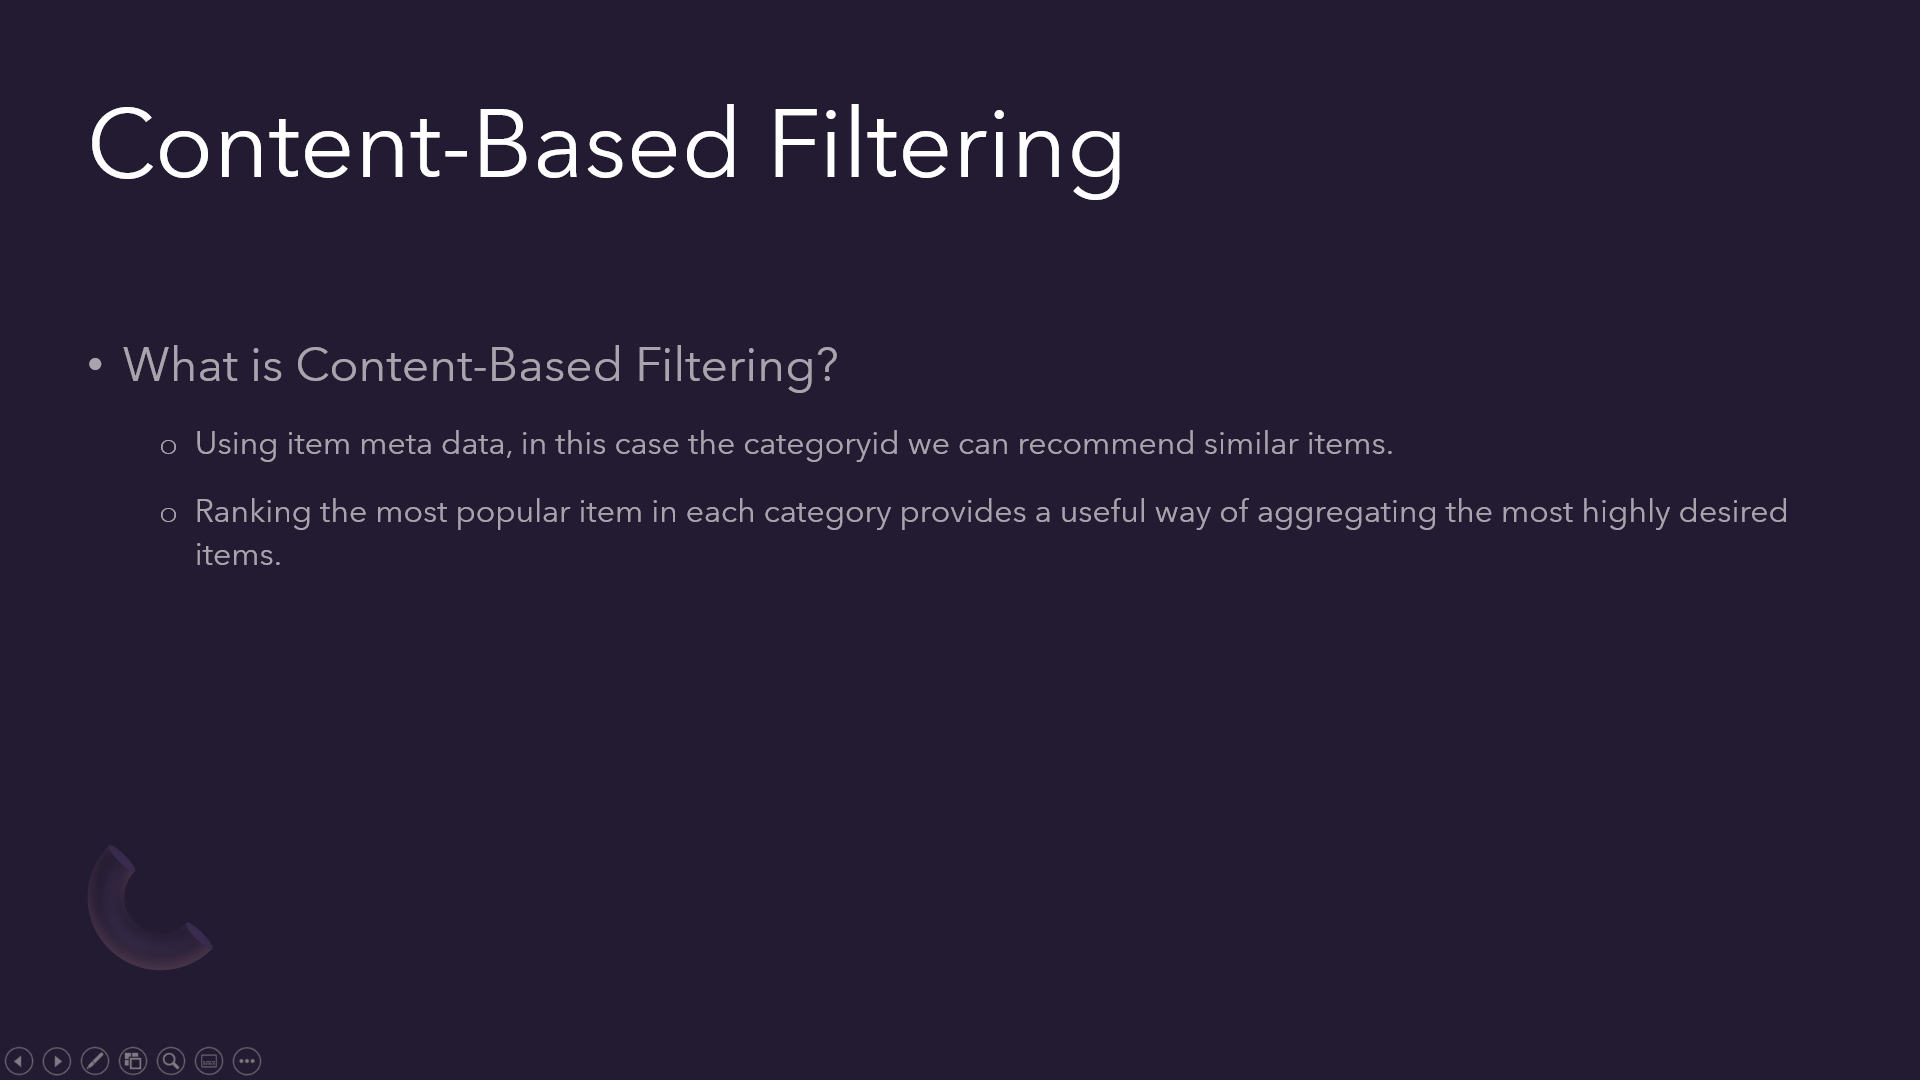 Content-Based Filtering
• What is Content-Based Filtering?
o Using item meta data, in this case the categoryid we can recommend similar items.
o Ranking the most popular item in each category provides a useful way of aggregating the most highly desired
items.